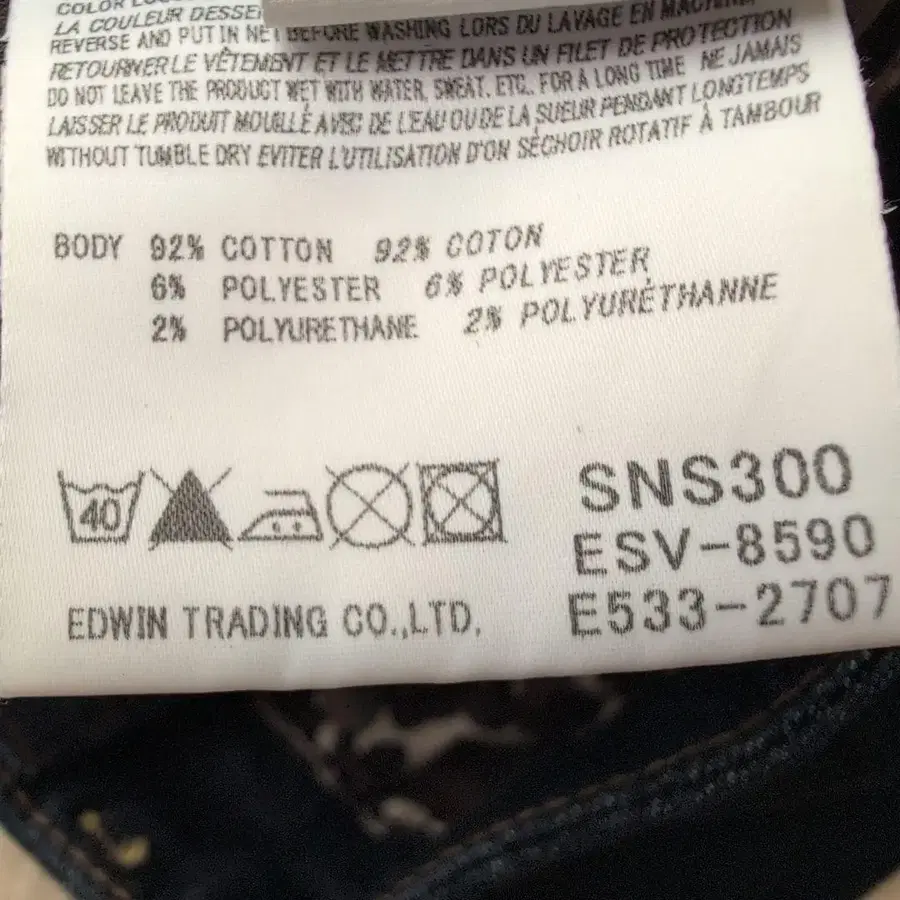 LA COULEUR
REVERSE AND PUT IN NET BEFORE WASHING LORS DU LAVAGE EN
RETOURNER LE VÊTEMENT ET LE METTRE DANS UN FILET DE PROTECTION
DO NOT LEAVE THE PRODUCT WET WITH WATER, SWEAT, ETC., FOR A LONG TIME NE JAMAIS
LAISSER LE PRODUIT MOUILLÉ AVEC DE L'EAU OU DE LA SUEUR PENDANT LONGTEMPS
WITHOUT TUMBLE DRY EVITER L'UTILISATION D'ON SÉCHOIR ROTATIF À TAMBOUR
BODY 92% COTTON 92% COTON
6% POLYESTER 6% POLYESTER
2% POLYURETHANE 2% POLYURÉTHANNE
40
SNS300
ESV-8590
E533-2707
EDWIN TRADING CO.,LTD.